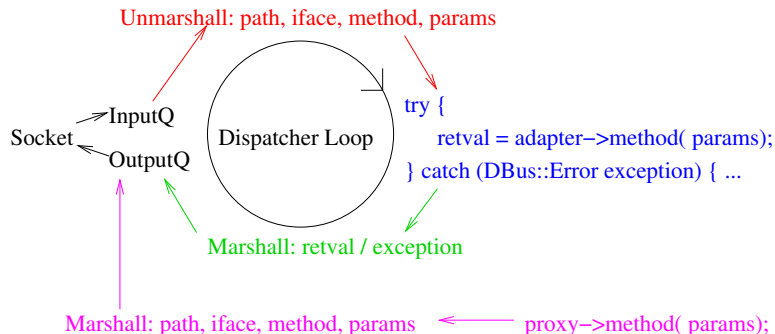 Unmarshall: path, iface, method, params
InputQ
try {
Socket
Dispatcher Loop
retval = adapter->method( params);
OutputQ
} catch (DBus::Error exception) { ...
Marshall: retval / exception
Marshall: path, iface, method, params
proxy->method( params);